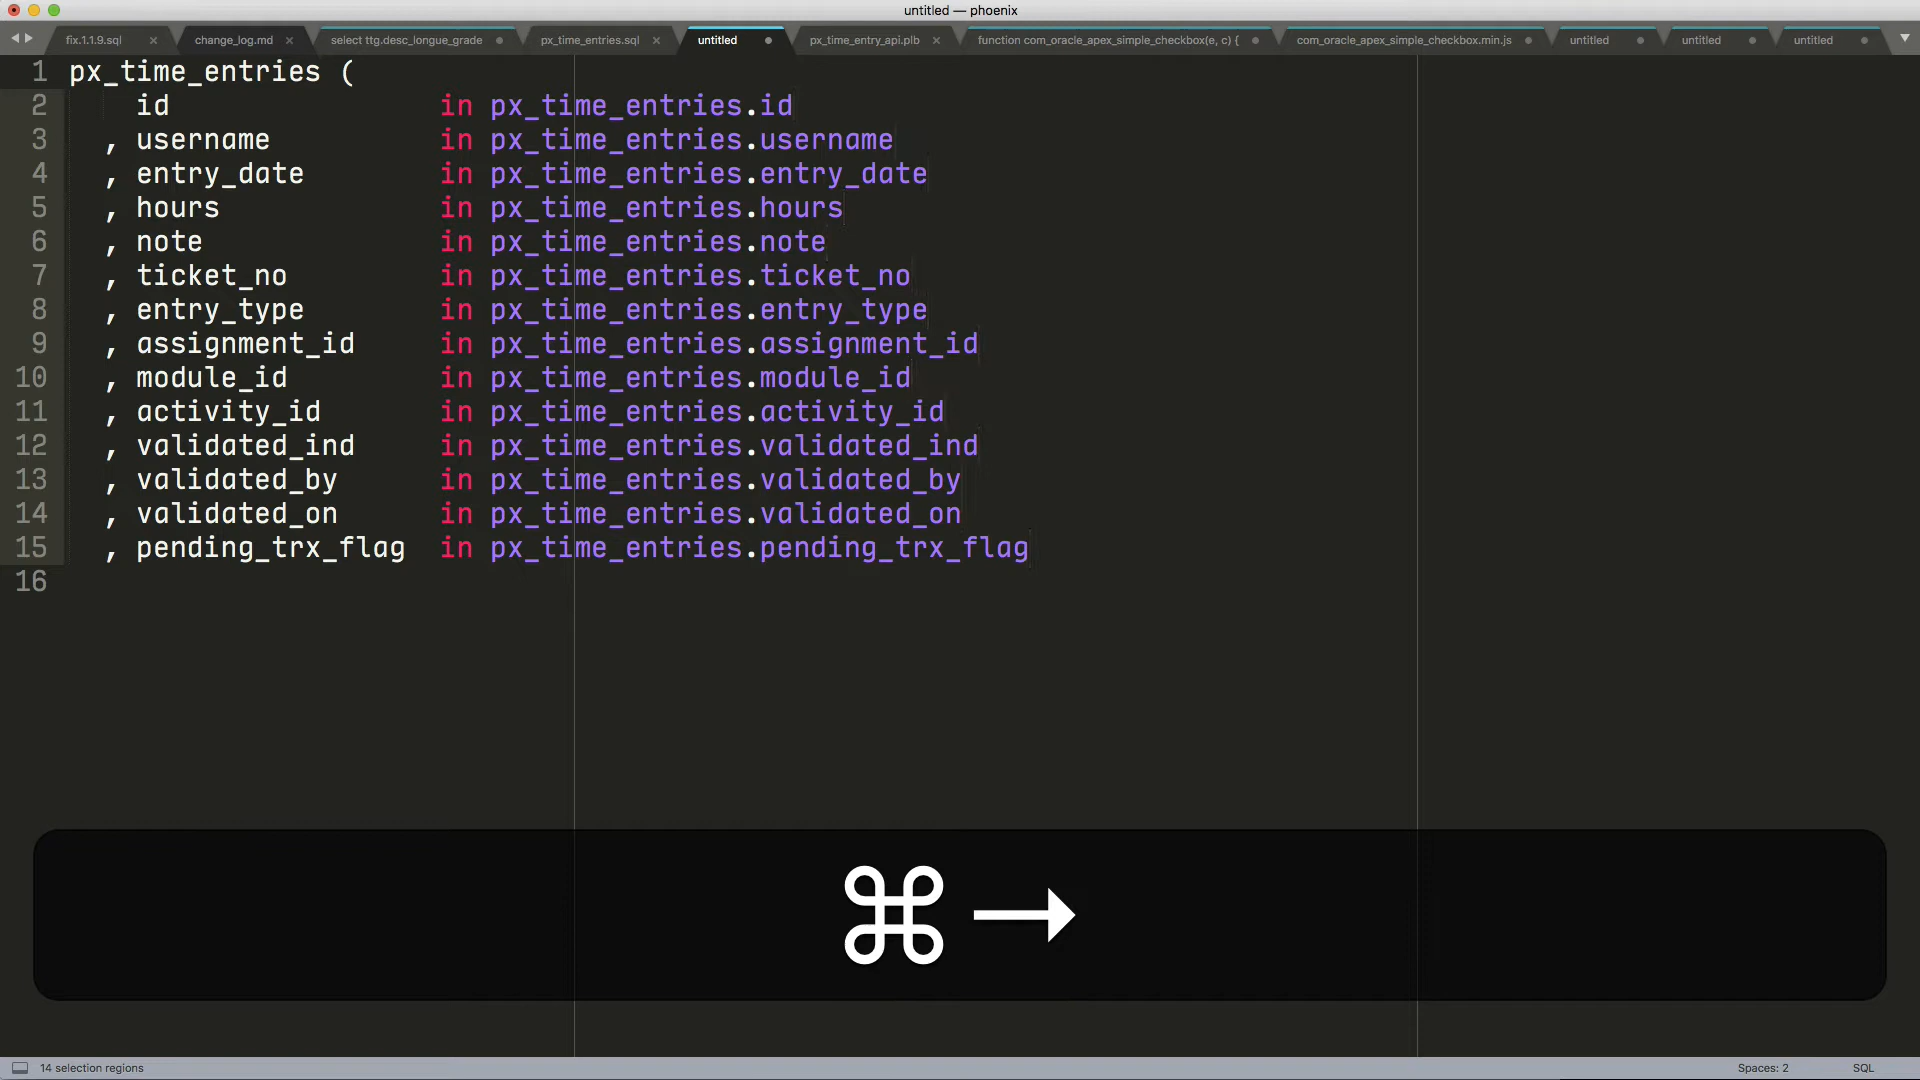 untitled — phoenix
fix.1.1.9.sql
change_log.md
select ttg.desc_longue_grade
px_time_entries.sql
untitled
px_time_entry_api.plb
function com_oracle_apex_simple_checkbox(e, c) {
com_oracle_apex_simple_checkbox.min.js
untitled
untitled
untitled
1 px_time_entries (
2 id in px_time_entries.id
3 , username in px_time_entries.username
4 , entry_date in px_time_entries.entry_date
5 , hours in px_time_entries.hours
6 , note in px_time_entries.note
7 , ticket_no in px_time_entries.ticket_no
8 , entry_type in px_time_entries.entry_type
9 , assignment_id in px_time_entries.assignment_id
10 , module_id in px_time_entries.module_id
11 , activity_id in px_time_entries.activity_id
12 , validated_ind in px_time_entries.validated_ind
13 , validated_by in px_time_entries.validated_by
14 , validated_on in px_time_entries.validated_on
15 , pending_trx_flag in px_time_entries.pending_trx_flag
16
⌘→
14 selection regions
Spaces: 2
SQL